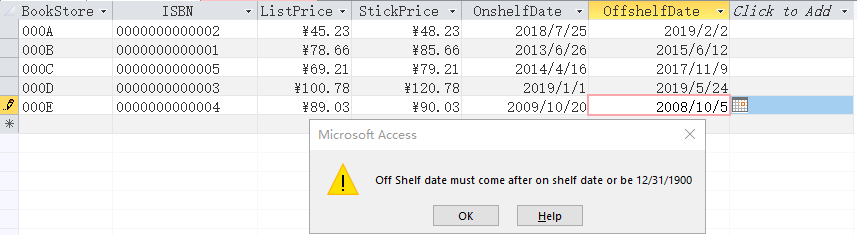 BookStore ISBN ListPrice StickPrice OnshelfDate OffshelfDate Click to Add
000A 0000000000002 ¥45.23 ¥48.23 2018/7/25 2019/2/2
000B 0000000000001 ¥78.66 ¥85.66 2013/6/26 2015/6/12
000C 0000000000005 ¥69.21 ¥79.21 2014/4/16 2017/11/9
000D 0000000000003 ¥100.78 ¥120.78 2019/1/1 2019/5/24
000E 0000000000004 ¥89.03 ¥90.03 2009/10/20 2008/10/5
Microsoft Access
Off Shelf date must come after on shelf date or be 12/31/1900
OK Help